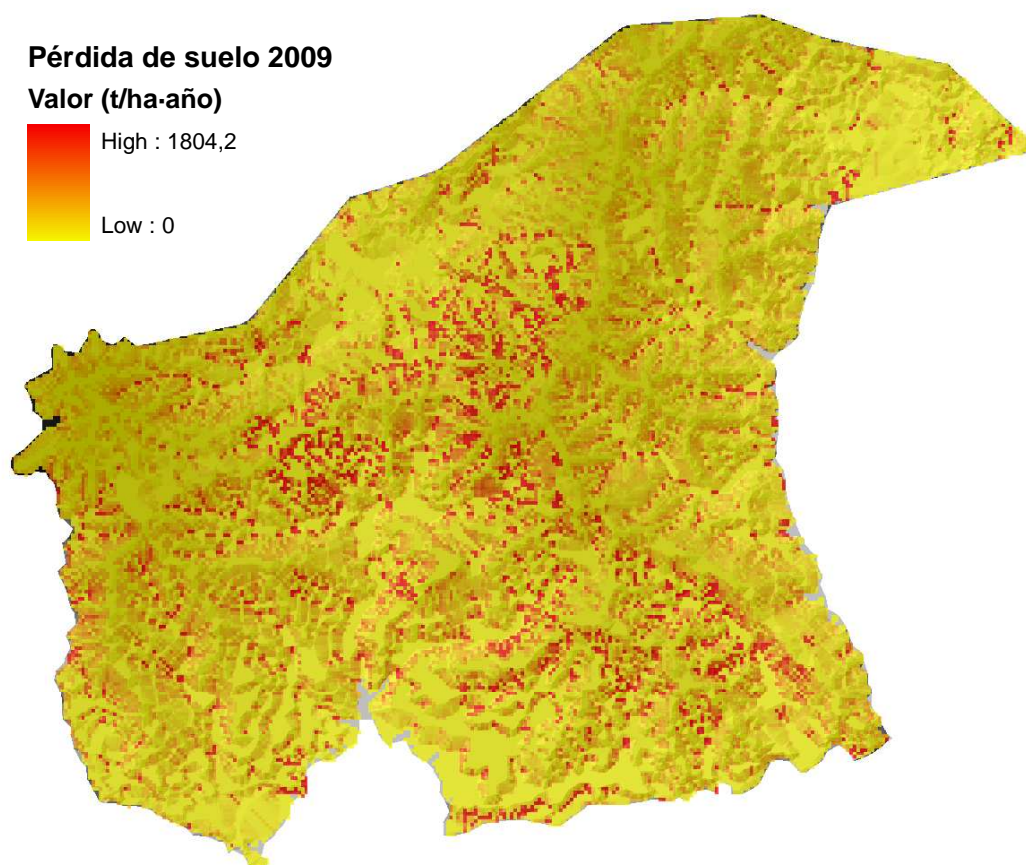 Pérdida de suelo 2009
Valor (t/ha·año)
High : 1804,2
Low : 0